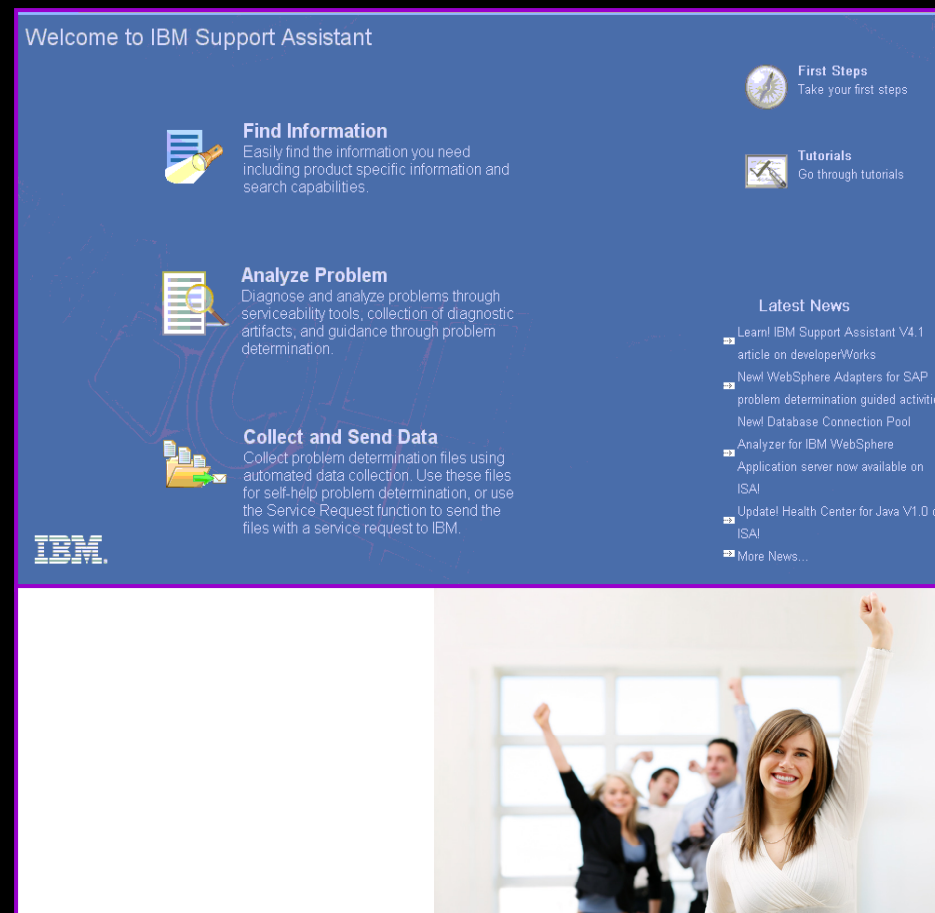 Welcome to IBM Support Assistant
Find Information
Easily find the information you need
including product specific information and
search capabilities.
Analyze Problem
Diagnose and analyze problems through
serviceability tools, collection of diagnostic
artifacts, and guidance through problem
determination.
Collect and Send Data
Collect problem determination files using
automated data collection. Use these files
for self-help problem determination, or use
the Service Request function to send the
files with a service request to IBM.
IBM.
First Steps
Take your first steps
Tutorials
Go through tutorials
Latest News
Learn! IBM Support Assistant V4.1
article on developerWorks
New! WebSphere Adapters for SAP
problem determination guided
New! Database Connection Pool
Analyzer for IBM WebSphere
Application server now available on
ISA!
Update! Health Center for Java V1.0
ISA!
More News...